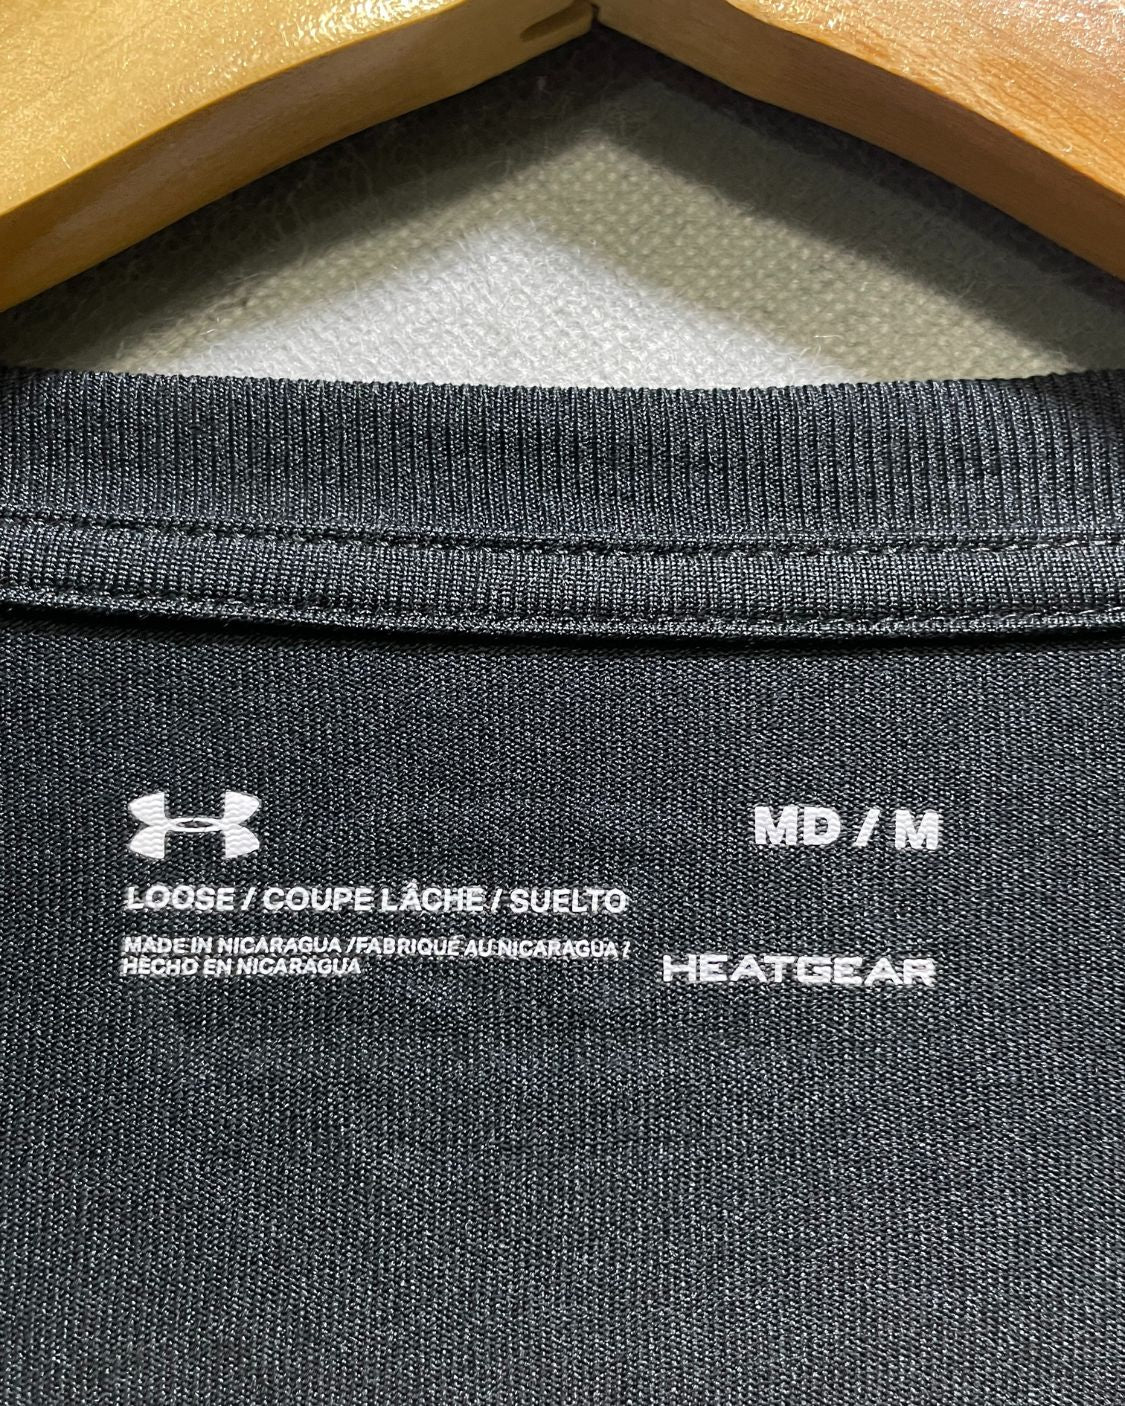 MD / M
LOOSE / COUPE LÂCHE / SUELTO
MADE IN NICARAGUA / FABRIQUÉ AU NICARAGUA /
HECHO EN NICARAGUA
HEATGEAR